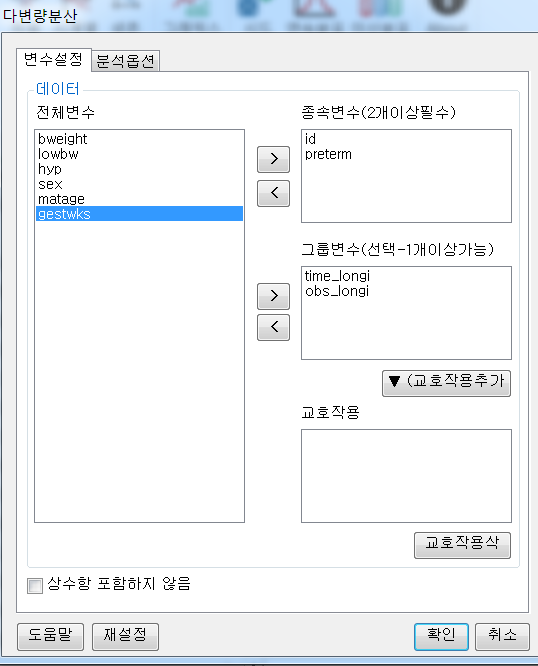 다변량분산
변수설정
분석옵션
데이터
전체변수
종속변수(2개이상필수)
bweight
lowbw
hyp
sex
matage
gestwks
>
<
id
preterm
그룹변수(선택-1개이상가능)
>
<
time_longi
obs_longi
▼ (교호작용추가
교호작용
교호작용삭
상수항 포함하지 않음
도움말
재설정
확인
취소